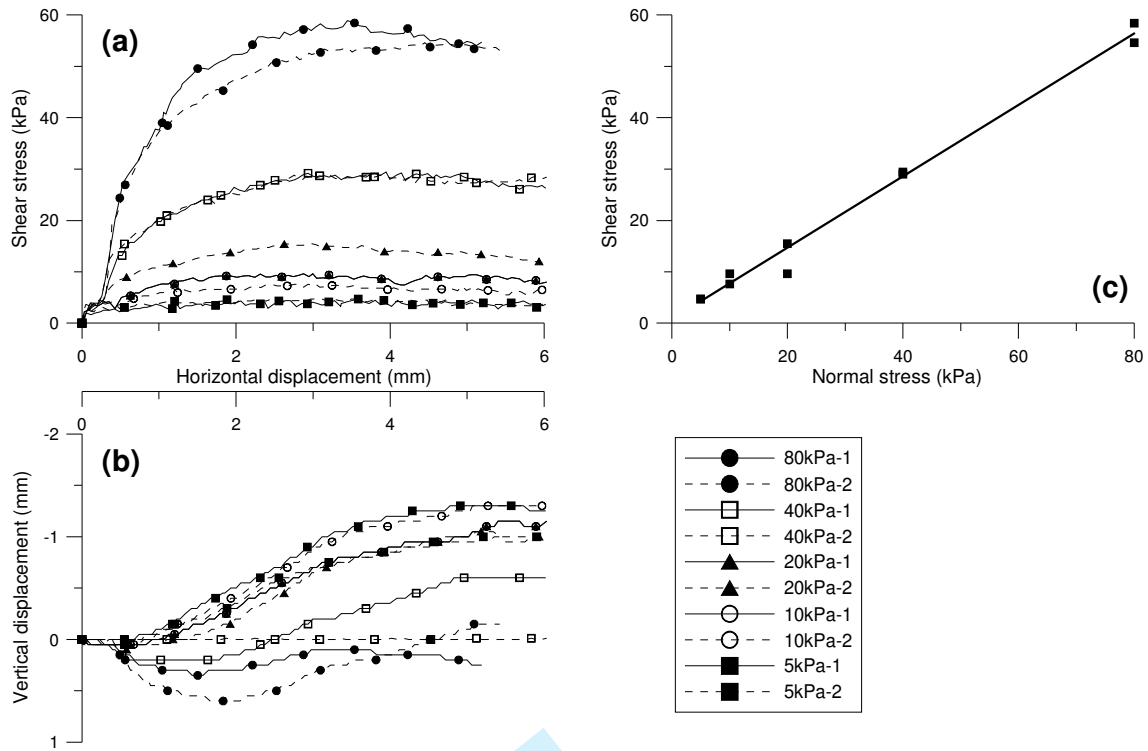 (a)
Shear stress (kPa)
60
40
20
0
0 2 4 6
Horizontal displacement (mm)
0 2 4 6
(b)
Vertical displacement (mm)
-2
-1
0
1
(c)
Shear stress (kPa)
60
40
20
0
0 20 40 60 80
Normal stress (kPa)
80kPa-1
80kPa-2
40kPa-1
40kPa-2
20kPa-1
20kPa-2
10kPa-1
10kPa-2
5kPa-1
5kPa-2